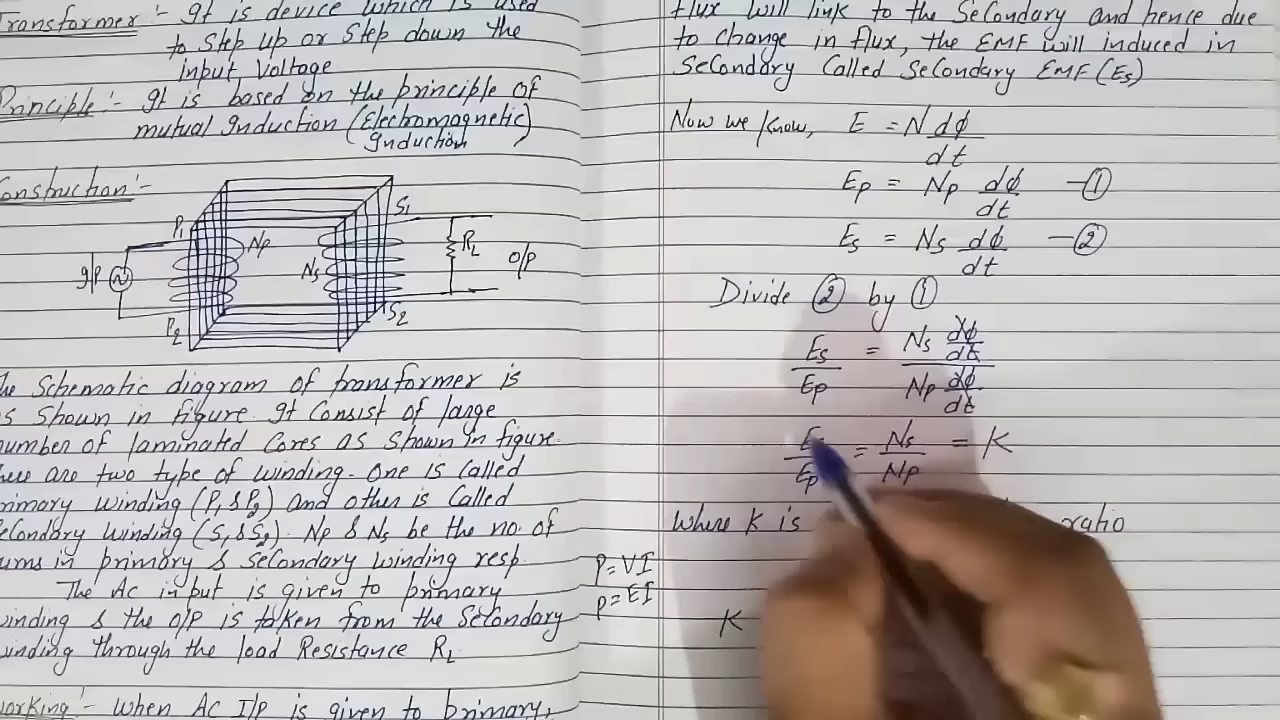 Transformer :- It is device which is used
to Step up or Step down the
input, Voltage
Principle :- It is based on the principle of
mutual Induction (Electromagnetic)
Induction
Construction :-
P1
Np
I/P
P2
S1
Ns
RL
O/P
S2
The Schematic diagram of transformer is
as Shown in figure. It Consist of large
number of laminated Cores as Shown in figure.
There are two type of winding. One is Called
Primary winding (P1 & P2) and other is Called
Secondary Winding (S1 & S2). Np & Ns be the no. of
turns in primary & Secondary winding resp.
The Ac input is given to primary
winding & the O/P is taken from the Secondary
winding through the load Resistance RL
Working :- When Ac I/P is given to primary,
flux will link to the Secondary and hence due
to change in flux, the EMF will induced in
Secondary Called Secondary EMF (Es)
Now we know, E = N dϕ/dt
Ep = Np dϕ/dt -①
Es = Ns dϕ/dt -②
Divide ② by ①
Es/Ep = Ns dϕ/dt / Np dϕ/dt
Es/Ep = Ns/Np = K
Where K is ratio
P = VI
P = EI
K